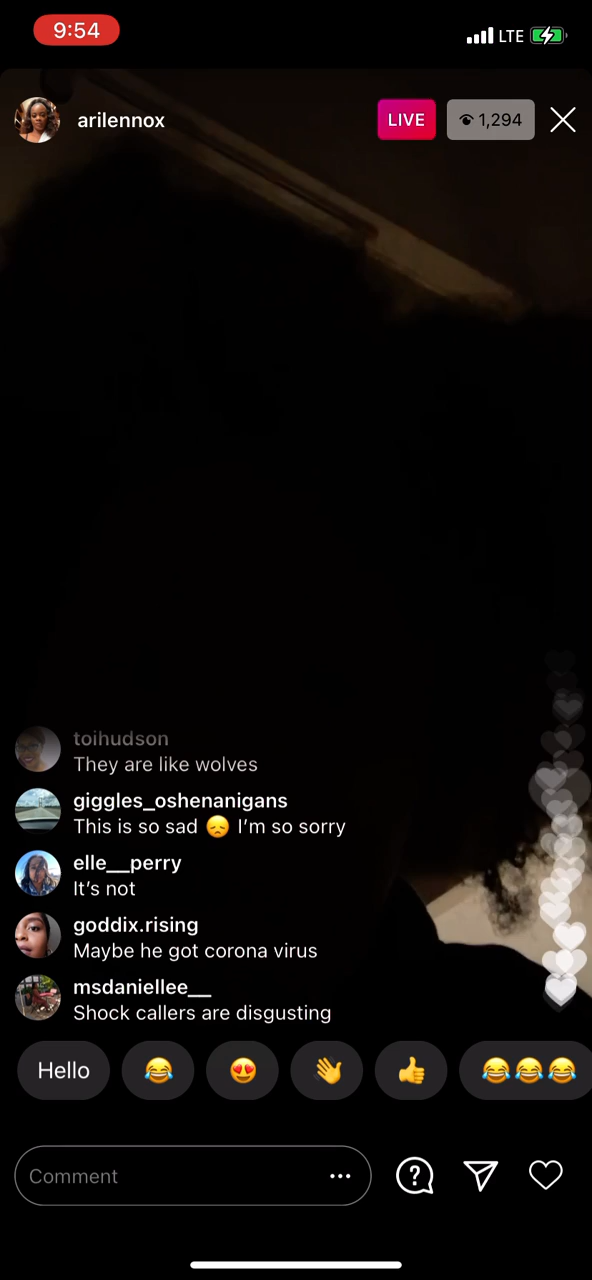 9:54
LTE
arilennox
LIVE
1,294
toihudson
They are like wolves
giggles_oshenanigans
This is so sad 😞 I’m so sorry
elle__perry
It’s not
goddix.rising
Maybe he got corona virus
msdaniellee__
Shock callers are disgusting
Hello 😂 😍 👋 👍 😂😂😂
Comment